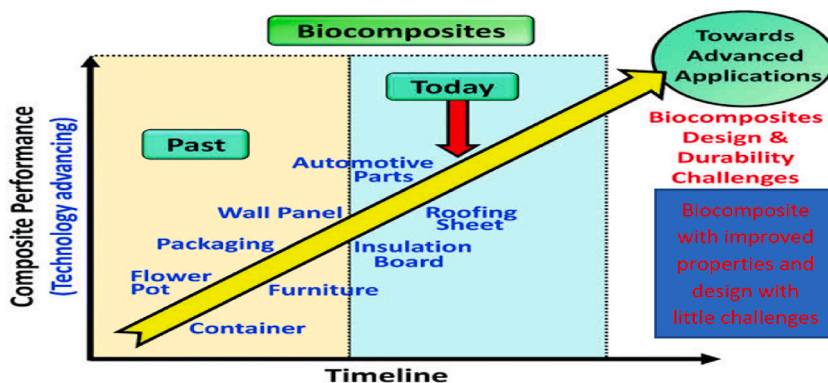 Biocomposites
Towards
Advanced
Applications
Today
Past
Biocomposites
Design &
Durability
Challenges
Automotive
Parts
Wall Panel
Roofing
Sheet
Packaging
Insulation
Board
Flower
Pot
Furniture
Container
Biocomposite
with improved
properties and
design with
little challenges
Composite Performance
(Technology advancing)
Timeline